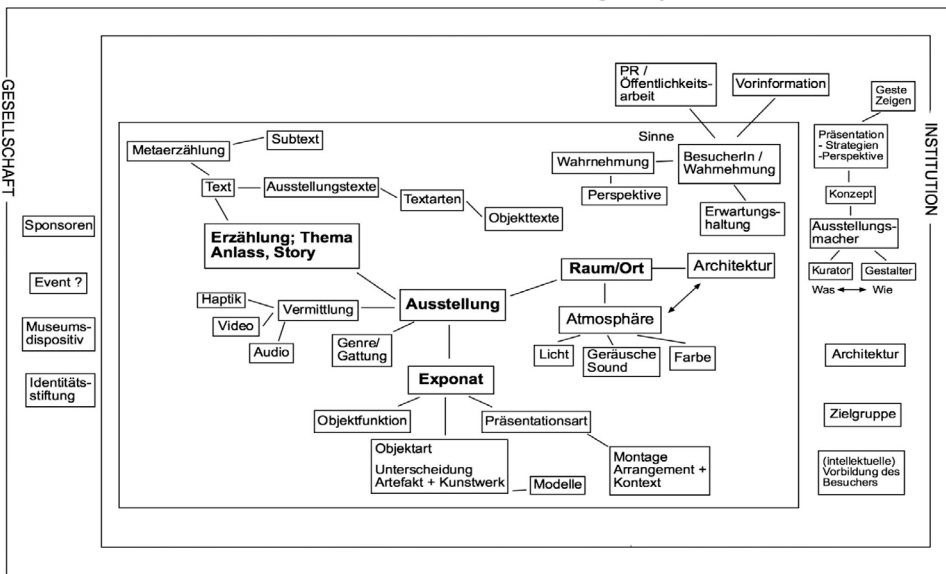 GESELLSCHAFT
Sponsoren
Event ?
Museums-
dispositiv
Identitäts-
stiftung
PR /
Öffentlichkeits-
arbeit
Vorinformation
Metaerzählung
Subtext
Text
Ausstellungstexte
Textarten
Objekttexte
Erzählung; Thema
Anlass, Story
Sinne
Wahrnehmung
BesucherIn /
Wahrnehmung
Perspektive
Erwartungs-
haltung
Raum/Ort
Architektur
Ausstellung
Atmosphäre
Haptik
Vermittlung
Video
Audio
Genre/
Gattung
Licht
Geräusche
Sound
Farbe
Exponat
Objektfunktion
Präsentationsart
Objektart
Unterscheidung
Artefakt + Kunstwerk
Modelle
Montage
Arrangement +
Kontext
INSTITUTION
Geste
Zeigen
Präsentation
- Strategien
-Perspektive
Konzept
Ausstellungs-
macher
Kurator
Gestalter
Was
Wie
Architektur
Zielgruppe
(intellektuelle)
Vorbildung des
Besuchers